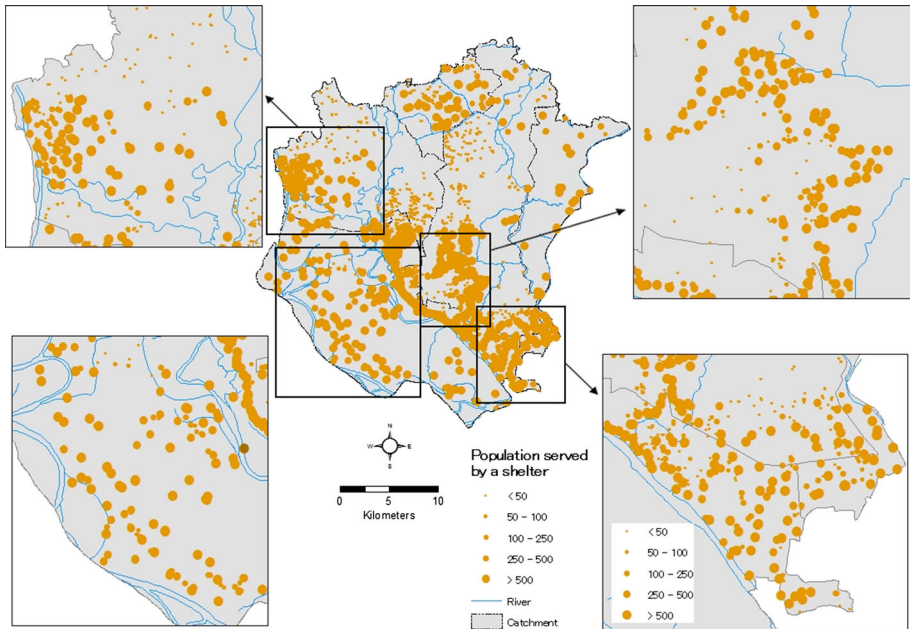 N
W E
S
0 5 10
Kilometers
Population served
by a shelter
< 50
50 - 100
100 - 250
250 - 500
> 500
River
Catchment
< 50
50 - 100
100 - 250
250 - 500
> 500